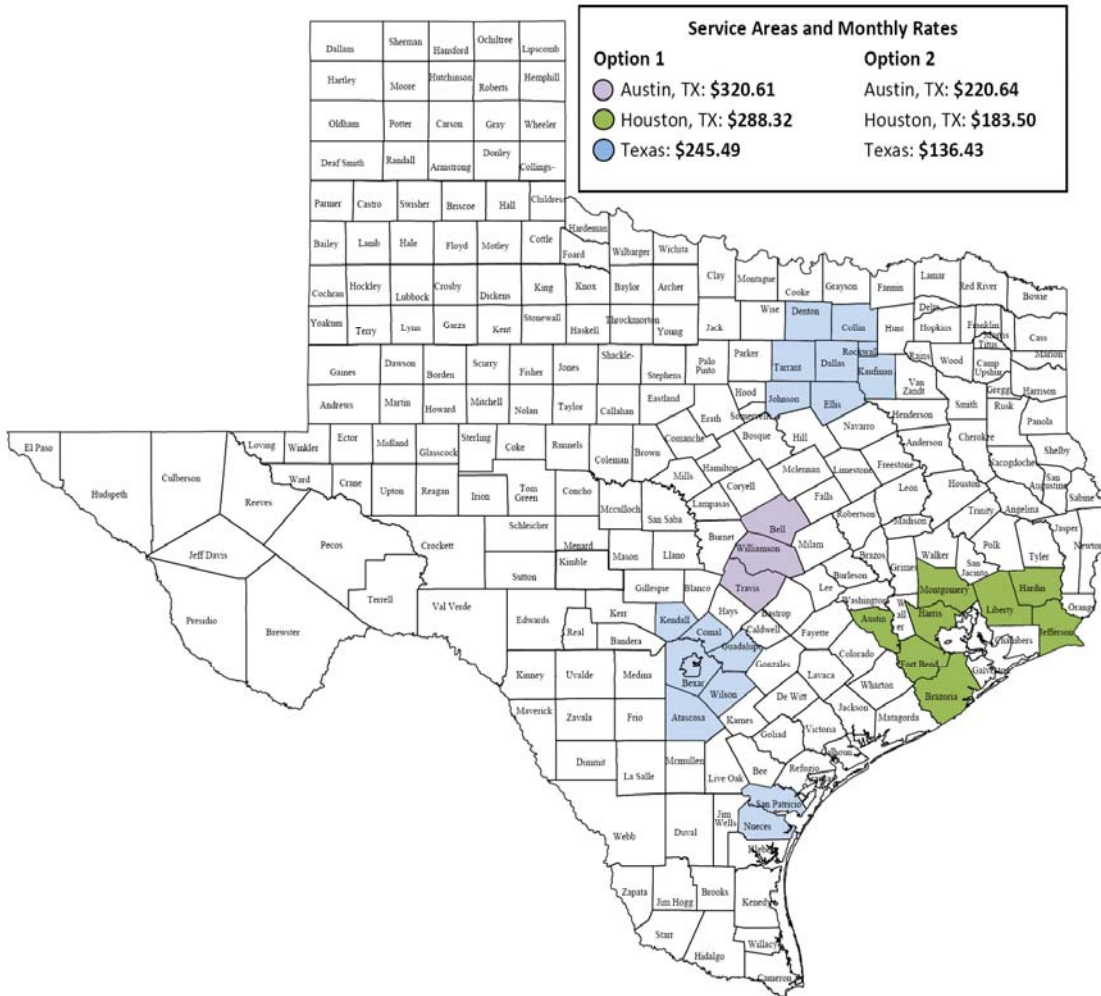 Service Areas and Monthly Rates
Option 1
Option 2
Austin, TX: $320.61
Austin, TX: $220.64
Houston, TX: $288.32
Houston, TX: $183.50
Texas: $245.49
Texas: $136.43
Dallam
Sherman
Hansford
Ochiltree
Lipscomb
Hartley
Moore
Hutchinson
Roberts
Hemphill
Oldham
Potter
Carson
Gray
Wheeler
Deaf Smith
Randall
Armstrong
Donley
Collings-
Parmer
Castro
Swisher
Briscoe
Hall
Childress
Hardeman
Bailey
Lamb
Hale
Floyd
Motley
Cottle
Foard
Wilbarger
Wichita
Clay
Montague
Cooke
Grayson
Fannin
Lamar
Red River
Bowie
Cochran
Hockley
Lubbock
Crosby
Dickens
King
Knox
Baylor
Archer
Wise
Denton
Collin
Hunt
Delta
Hopkins
Franklin
Titus
Morris
Cass
Marion
Yoakum
Terry
Lynn
Garza
Kent
Stonewall
Haskell
Throckmorton
Young
Jack
Parker
Tarrant
Dallas
Rockwall
Kaufman
Rains
Wood
Camp
Upshur
Gregg
Harrison
Gaines
Dawson
Borden
Scurry
Fisher
Jones
Shackle-
Stephens
Palo
Pinto
Hood
Johnson
Ellis
Van
Zandt
Smith
Rusk
Panola
Andrews
Martin
Howard
Mitchell
Nolan
Taylor
Callahan
Eastland
Erath
Somervell
Bosque
Hill
Navarro
Henderson
Anderson
Cherokee
Nacogdoches
Shelby
San
Augustine
Sabine
El Paso
Hudspeth
Culberson
Reeves
Loving
Winkler
Ector
Midland
Glasscock
Sterling
Coke
Runnels
Coleman
Brown
Comanche
Mills
Hamilton
Coryell
Mclennan
Limestone
Freestone
Leon
Houston
Trinity
Angelina
Ward
Crane
Upton
Reagan
Irion
Tom
Green
Concho
Mcculloch
San Saba
Lampasas
Bell
Falls
Robertson
Madison
Walker
San
Jacinto
Polk
Tyler
Jasper
Newton
Jeff Davis
Pecos
Crockett
Schleicher
Menard
Mason
Llano
Burnet
Williamson
Milam
Brazos
Grimes
Montgomery
Liberty
Hardin
Orange
Presidio
Brewster
Terrell
Val Verde
Sutton
Kimble
Gillespie
Blanco
Travis
Lee
Burleson
Washington
Wall
er
Harris
Chambers
Jefferson
Edwards
Real
Kerr
Bandera
Kendall
Comal
Hays
Caldwell
Bastrop
Fayette
Austin
Fort Bend
Galveston
Brazoria
Kinney
Uvalde
Medina
Bexar
Guadalupe
Gonzales
Lavaca
Colorado
Wharton
Matagorda
Maverick
Zavala
Frio
Atascosa
Wilson
Karnes
De Witt
Jackson
Victoria
Goliad
Calhoun
Dimmit
La Salle
Mcmullen
Live Oak
Bee
Refugio
San Patricio
Webb
Duval
Jim
Wells
Nueces
Zapata
Jim Hogg
Brooks
Kenedy
Starr
Hidalgo
Willacy
Cameron